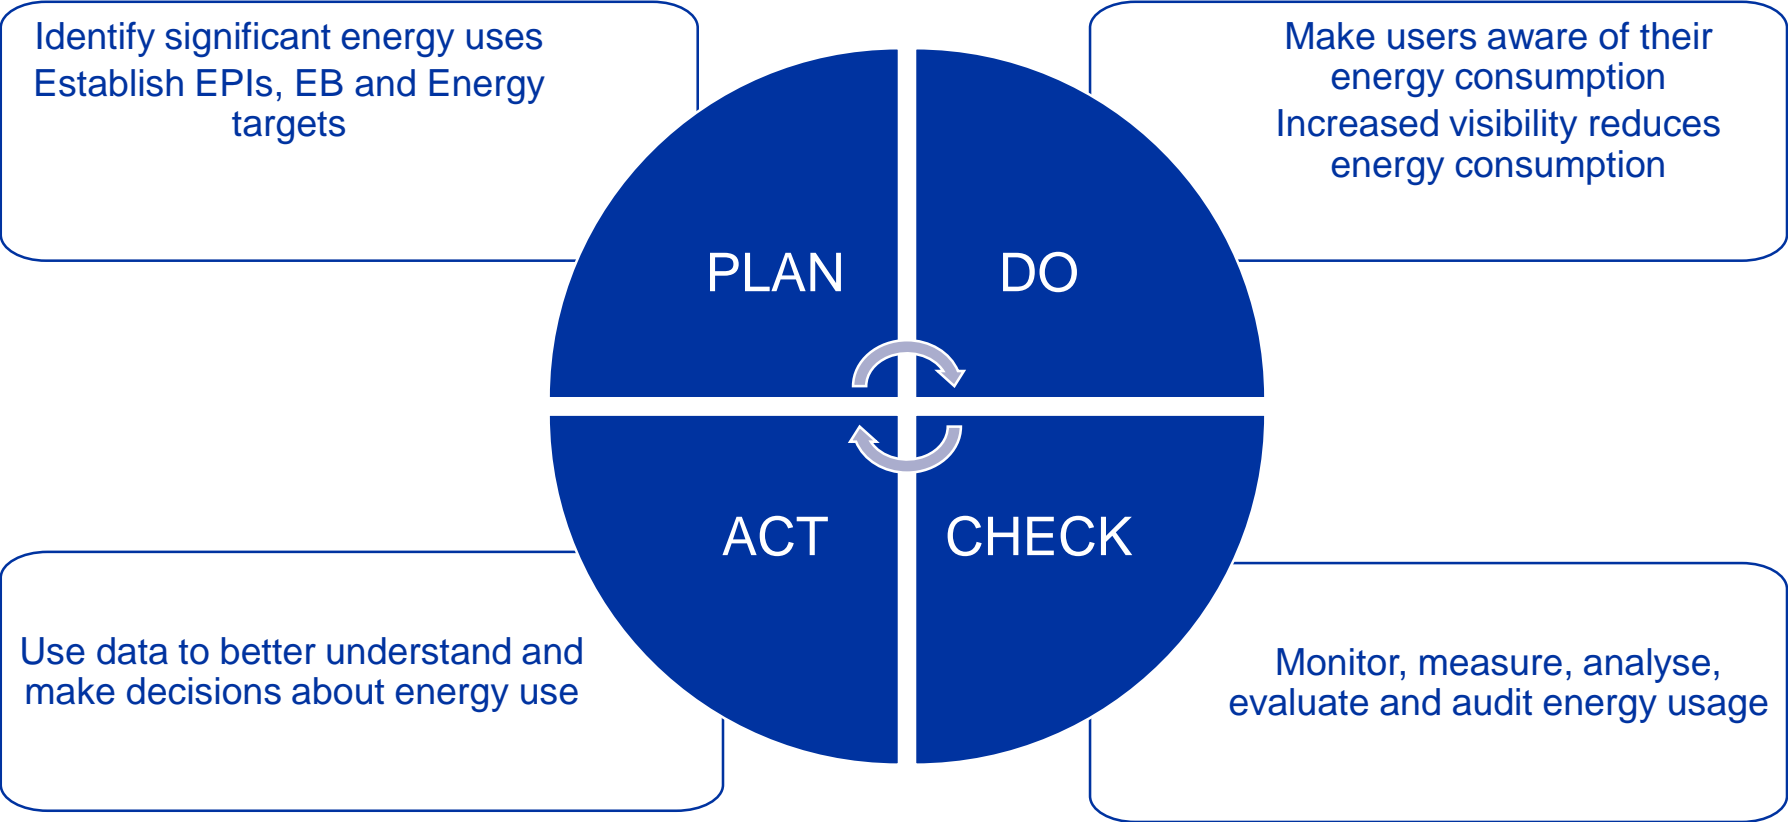 Identify significant energy uses
Establish EPIs, EB and Energy
targets
Make users aware of their
energy consumption
Increased visibility reduces
energy consumption
PLAN
DO
ACT
CHECK
Use data to better understand and
make decisions about energy use
Monitor, measure, analyse,
evaluate and audit energy usage